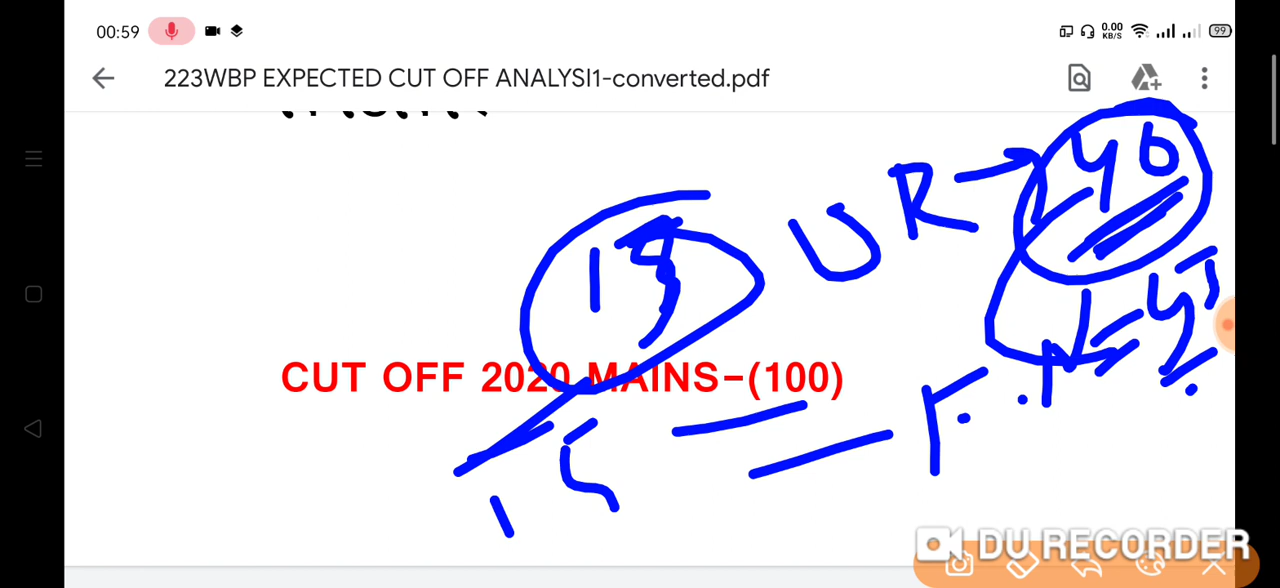 00:59 0.00 KB/S 99
223WBP EXPECTED CUT OFF ANALYSI1-converted.pdf
UR → 40
CUT OFF 2020 MAINS-(100)
15
DU RECORDER